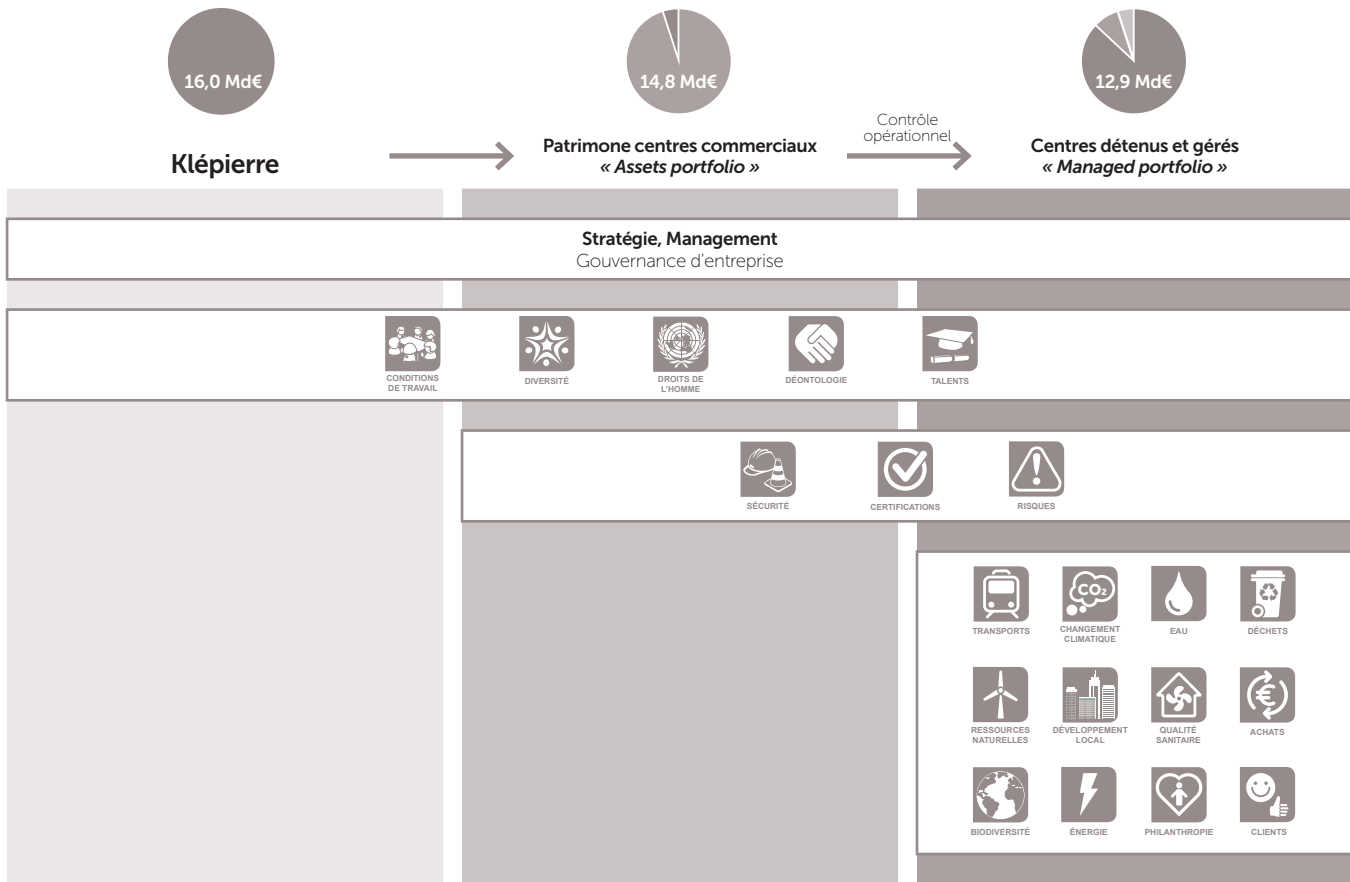 16,0 Md€
14,8 Md€
12,9 Md€
Klépierre
Patrimone centres commerciaux
« Assets portfolio »
Contrôle
opérationnel
Centres détenus et gérés
« Managed portfolio »
Stratégie, Management
Gouvernance d'entreprise
CONDITIONS
DE TRAVAIL
DIVERSITÉ
DROITS DE
L'HOMME
DÉONTOLOGIE
TALENTS
SÉCURITÉ
CERTIFICATIONS
RISQUES
TRANSPORTS
CO₂
CHANGEMENT
CLIMATIQUE
EAU
DÉCHETS
RESSOURCES
NATURELLES
DÉVELOPPEMENT
LOCAL
QUALITÉ
SANITAIRE
€
ACHATS
BIODIVERSITÉ
ÉNERGIE
PHILANTHROPIE
CLIENTS